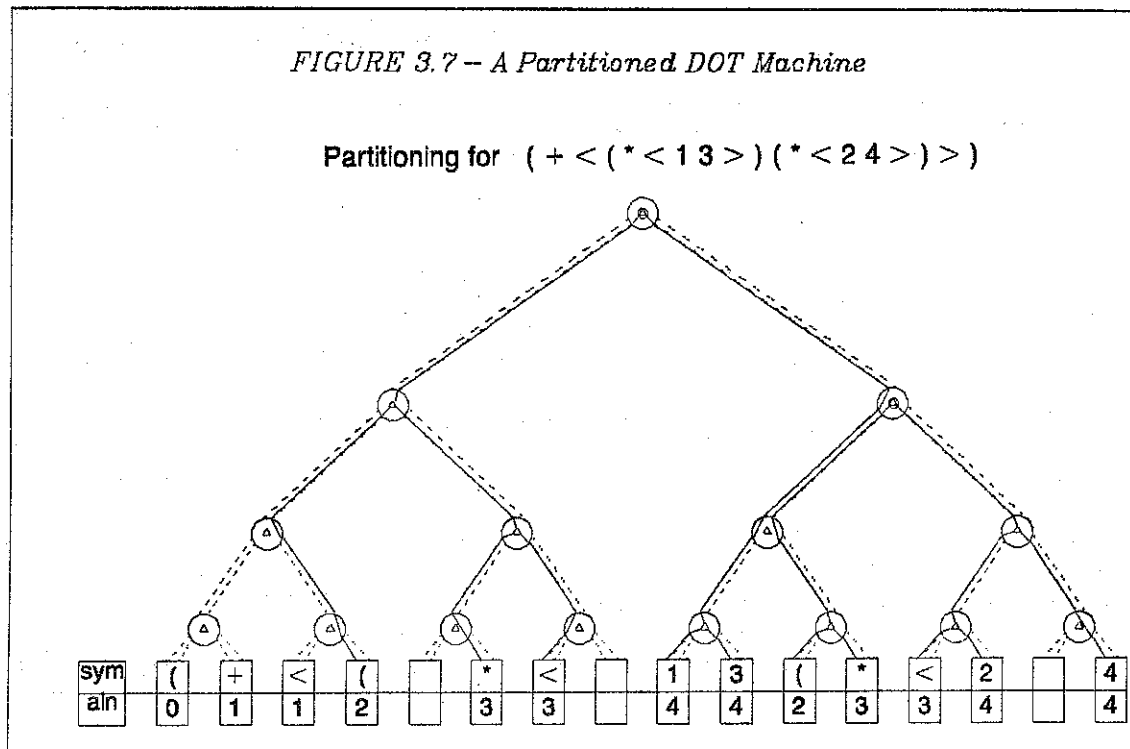 FIGURE 3.7 – A Partitioned DOT Machine
Partitioning for ( + < ( * < 1 3 > ) ( * < 2 4 > ) > )
sym ( + < ( * < 1 3 ( * < 2 4
aln 0 1 1 2 3 3 4 4 2 3 3 4 4